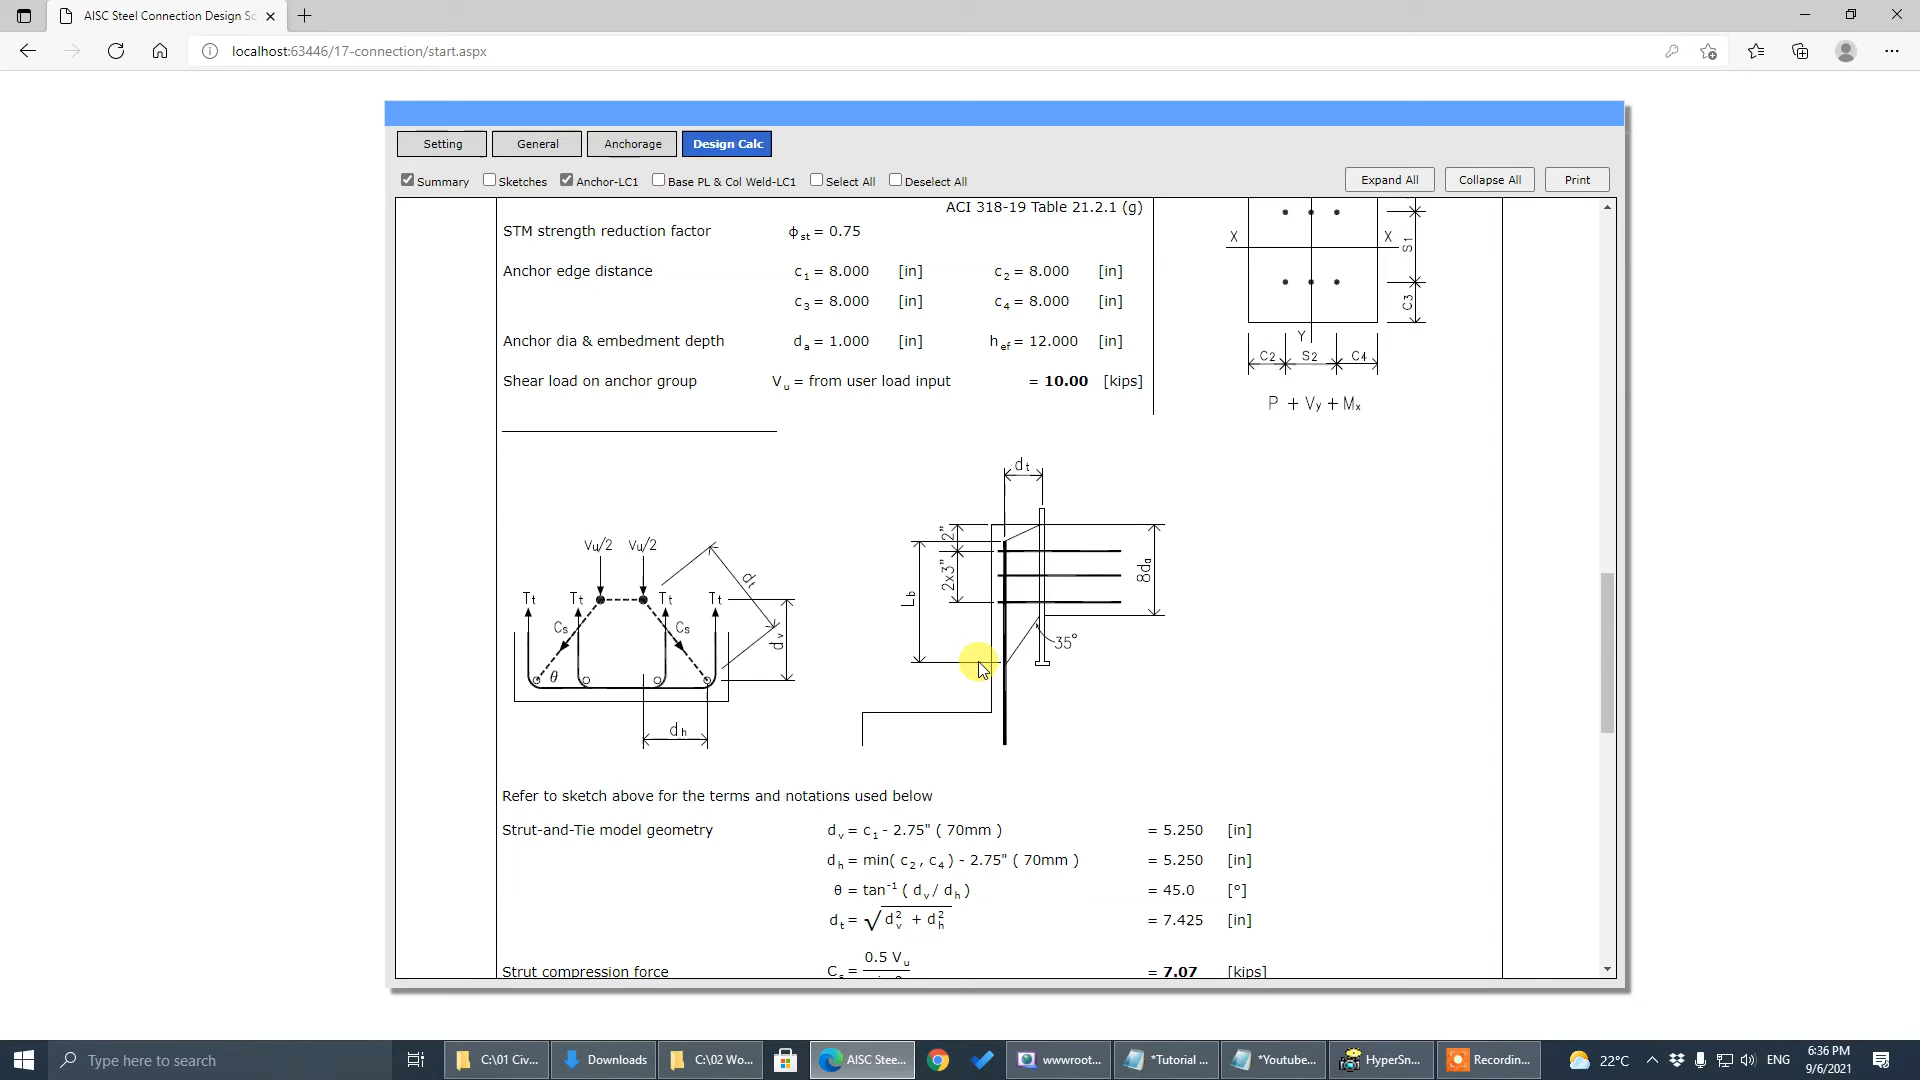 AISC Steel Connection Design So
localhost:63446/17-connection/start.aspx
Setting General Anchorage Design Calc
Summary Sketches Anchor-LC1 Base PL & Col Weld-LC1 Select All Deselect All Expand All Collapse All Print
ACI 318-19 Table 21.2.1 (g)
STM strength reduction factor ϕst = 0.75
Anchor edge distance c1 = 8.000 [in] c2 = 8.000 [in]
c3 = 8.000 [in] c4 = 8.000 [in]
Anchor dia & embedment depth da = 1.000 [in] hef = 12.000 [in]
Shear load on anchor group Vu = from user load input = 10.00 [kips]
X X S1
C3
Y
C2 S2 C4
P + Vy + Mx
Vu/2 Vu/2
dt
Tt Tt Tt Tt
Cs Cs
dv
θ
dh
dt
2"
2x3"
Lb
8da
35°
Refer to sketch above for the terms and notations used below
Strut-and-Tie model geometry dv = c1 - 2.75" ( 70mm ) = 5.250 [in]
dh = min( c2 , c4 ) - 2.75" ( 70mm ) = 5.250 [in]
θ = tan-1 ( dv / dh ) = 45.0 [°]
dt = √ dv2 + dh2 = 7.425 [in]
0.5 Vu
Strut compression force Cs = = 7.07 [kips]
Type here to search
C:\01 Civ... Downloads C:\02 Wo... AISC Stee... wwwroot... *Tutorial ... *Youtube... HyperSn... Recordin...
22°C ENG
6:36 PM
9/6/2021